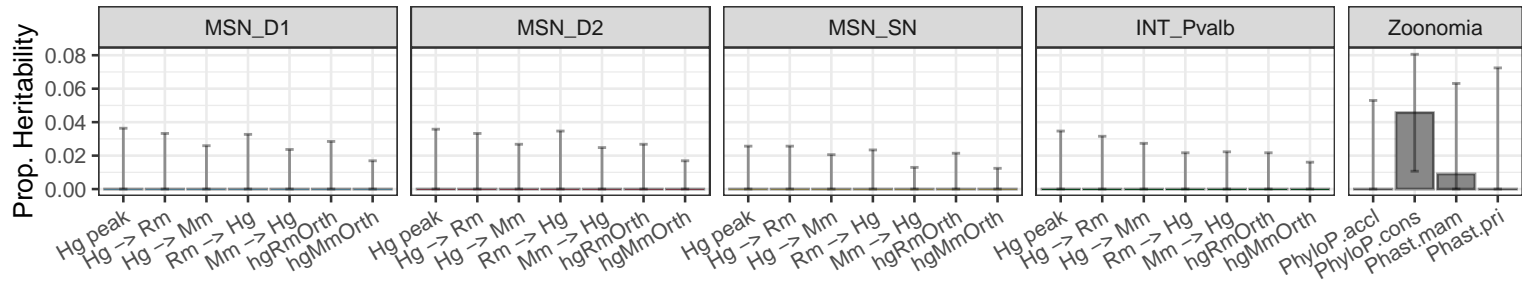 MSN_D1
MSN_D2
MSN_SN
INT_Pvalb
Zoonomia
Prop. Heritability
0.08
0.06
0.04
0.02
0.00
Hg peak
Hg −> Rm
Hg −> Mm
Rm −> Hg
Mm −> Hg
hgRmOrth
hgMmOrth
Hg peak
Hg −> Rm
Hg −> Mm
Rm −> Hg
Mm −> Hg
hgRmOrth
hgMmOrth
Hg peak
Hg −> Rm
Hg −> Mm
Rm −> Hg
Mm −> Hg
hgRmOrth
hgMmOrth
Hg peak
Hg −> Rm
Hg −> Mm
Rm −> Hg
Mm −> Hg
hgRmOrth
hgMmOrth
PhyloP.accl
PhyloP.cons
Phast.mam
Phast.pri